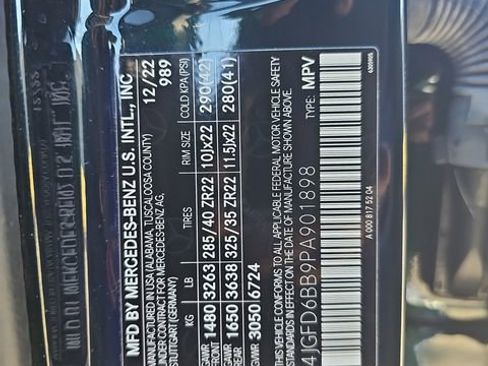 MFD BY MERCEDES-BENZ U.S. INTL., INC
MANUFACTURED IN USA (ALABAMA, TUSCALOOSA COUNTY)
UNDER CONTRACT FOR MERCEDES-BENZ AG,
STUTTGART (GERMANY)
12/22
989
KG LB TIRES RIM SIZE COLD KPA(PSI)
GAWR FRONT 1480 3263 285/40 ZR22 10Jx22 290(42)
GAWR REAR 1650 3638 325/35 ZR22 11.5Jx22 280(41)
GVWR 3050 6724
THIS VEHICLE CONFORMS TO ALL APPLICABLE FEDERAL MOTOR VEHICLE SAFETY
IN EFFECT ON THE DATE OF MANUFACTURE SHOWN ABOVE.
4JGFD6BB9PA901898 TYPE: MPV
A 000 817 52 04